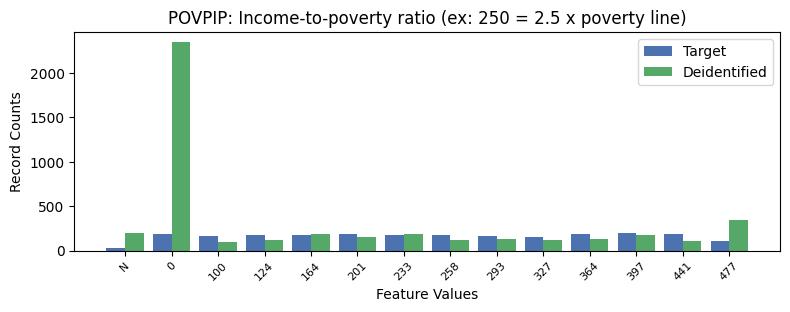 POVPIP: Income-to-poverty ratio (ex: 250 = 2.5 x poverty line)
Target
Deidentified
Record Counts
2000
1500
1000
500
0
N 0 100 124 164 201 233 258 293 327 364 397 441 477
Feature Values